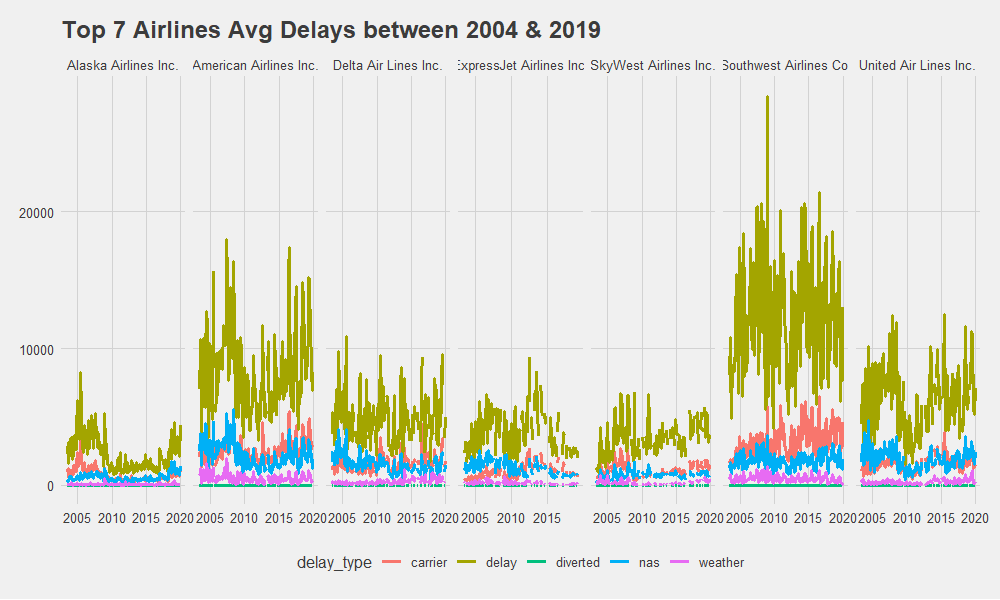 Top 7 Airlines Avg Delays between 2004 & 2019
Alaska Airlines Inc. American Airlines Inc. Delta Air Lines Inc. ExpressJet Airlines Inc SkyWest Airlines Inc. Southwest Airlines Co United Air Lines Inc.
20000
10000
0
2005 2010 2015 2020 2005 2010 2015 2020 2005 2010 2015 2020 2005 2010 2015 2005 2010 2015 2020 2005 2010 2015 2020 2005 2010 2015 2020
delay_type carrier delay diverted nas weather